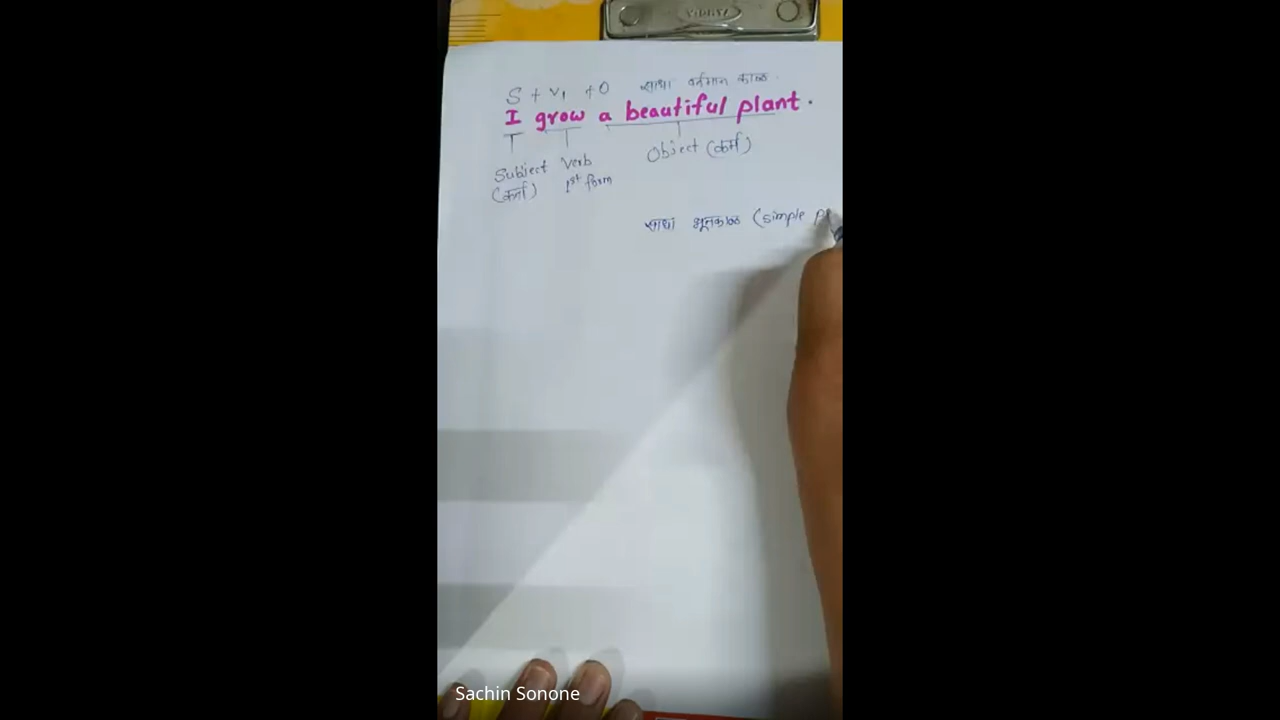 S + V1 + O साधा वर्तमान काळ.
I grow a beautiful plant.
Subject Verb Object (कर्म)
(कर्ता) 1st form
साधा भूतकाळ (simple
Sachin Sonone